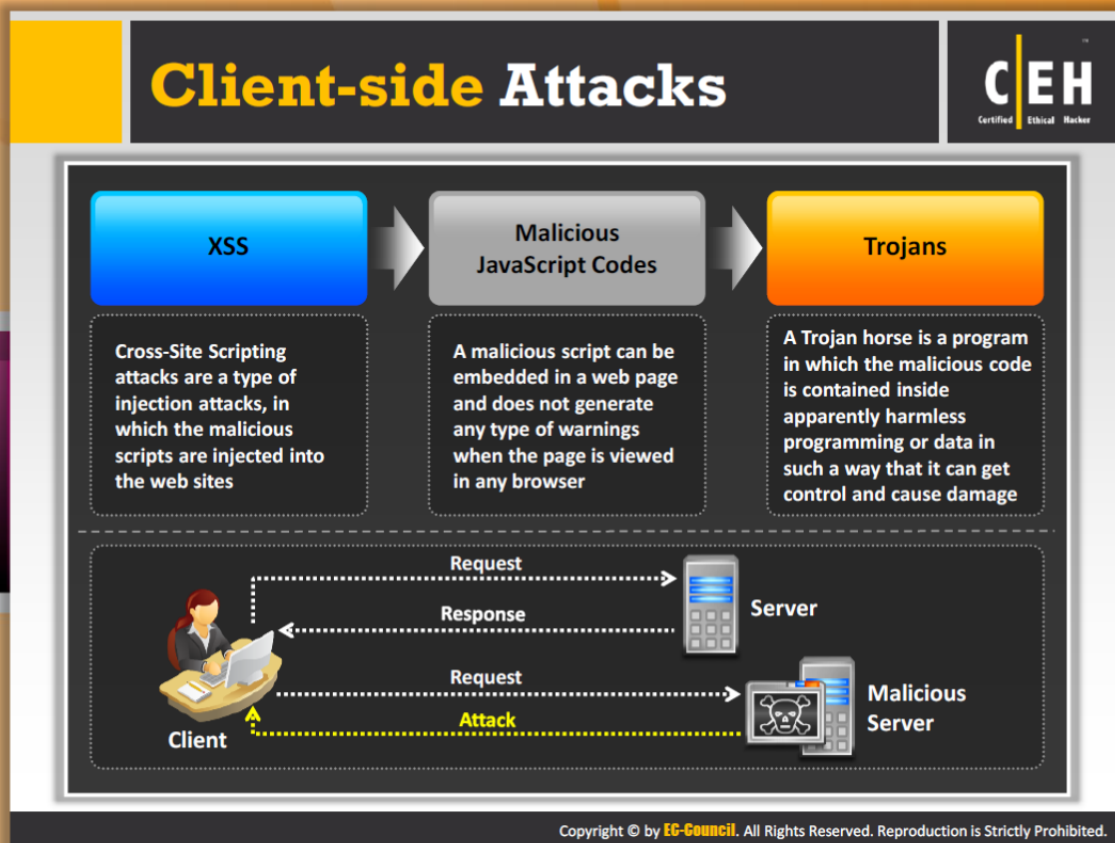 Client-side Attacks
™
C|EH
Certified Ethical Hacker
XSS
Cross-Site Scripting
attacks are a type of
injection attacks, in
which the malicious
scripts are injected into
the web sites
Malicious
JavaScript Codes
A malicious script can be
embedded in a web page
and does not generate
any type of warnings
when the page is viewed
in any browser
Trojans
A Trojan horse is a program
in which the malicious code
is contained inside
apparently harmless
programming or data in
such a way that it can get
control and cause damage
Request
Response
Server
Request
Attack
Client
Malicious
Server
Copyright © by EC-Council. All Rights Reserved. Reproduction is Strictly Prohibited.